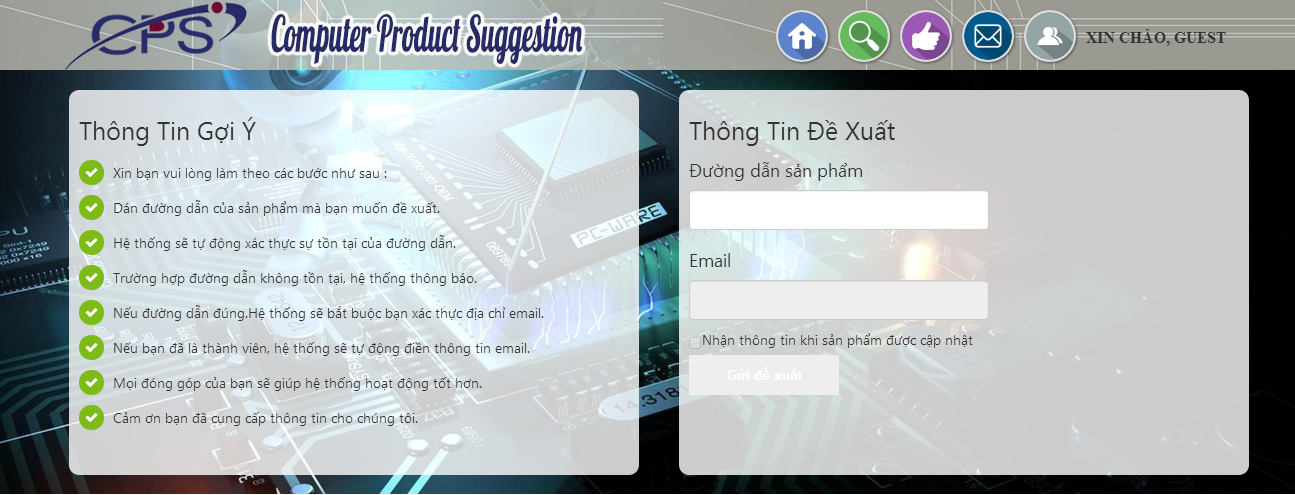 CPS
Computer Product Suggestion
XIN CHÀO, GUEST
Thông Tin Gợi Ý
Xin bạn vui lòng làm theo các bước như sau :
Dán đường dẫn của sản phẩm mà bạn muốn đề xuất.
Hệ thống sẽ tự động xác thực sự tồn tại của đường dẫn.
Trường hợp đường dẫn không tồn tại, hệ thống thông báo.
Nếu đường dẫn đúng.Hệ thống sẽ bắt buộc bạn xác thực địa chỉ email.
Nếu bạn đã là thành viên, hệ thống sẽ tự động điền thông tin email.
Mọi đóng góp của bạn sẽ giúp hệ thống hoạt động tốt hơn.
Cảm ơn bạn đã cung cấp thông tin cho chúng tôi.
Thông Tin Đề Xuất
Đường dẫn sản phẩm
Email
Nhận thông tin khi sản phẩm được cập nhật
Gửi đề xuất
PC-WARE
14.3181